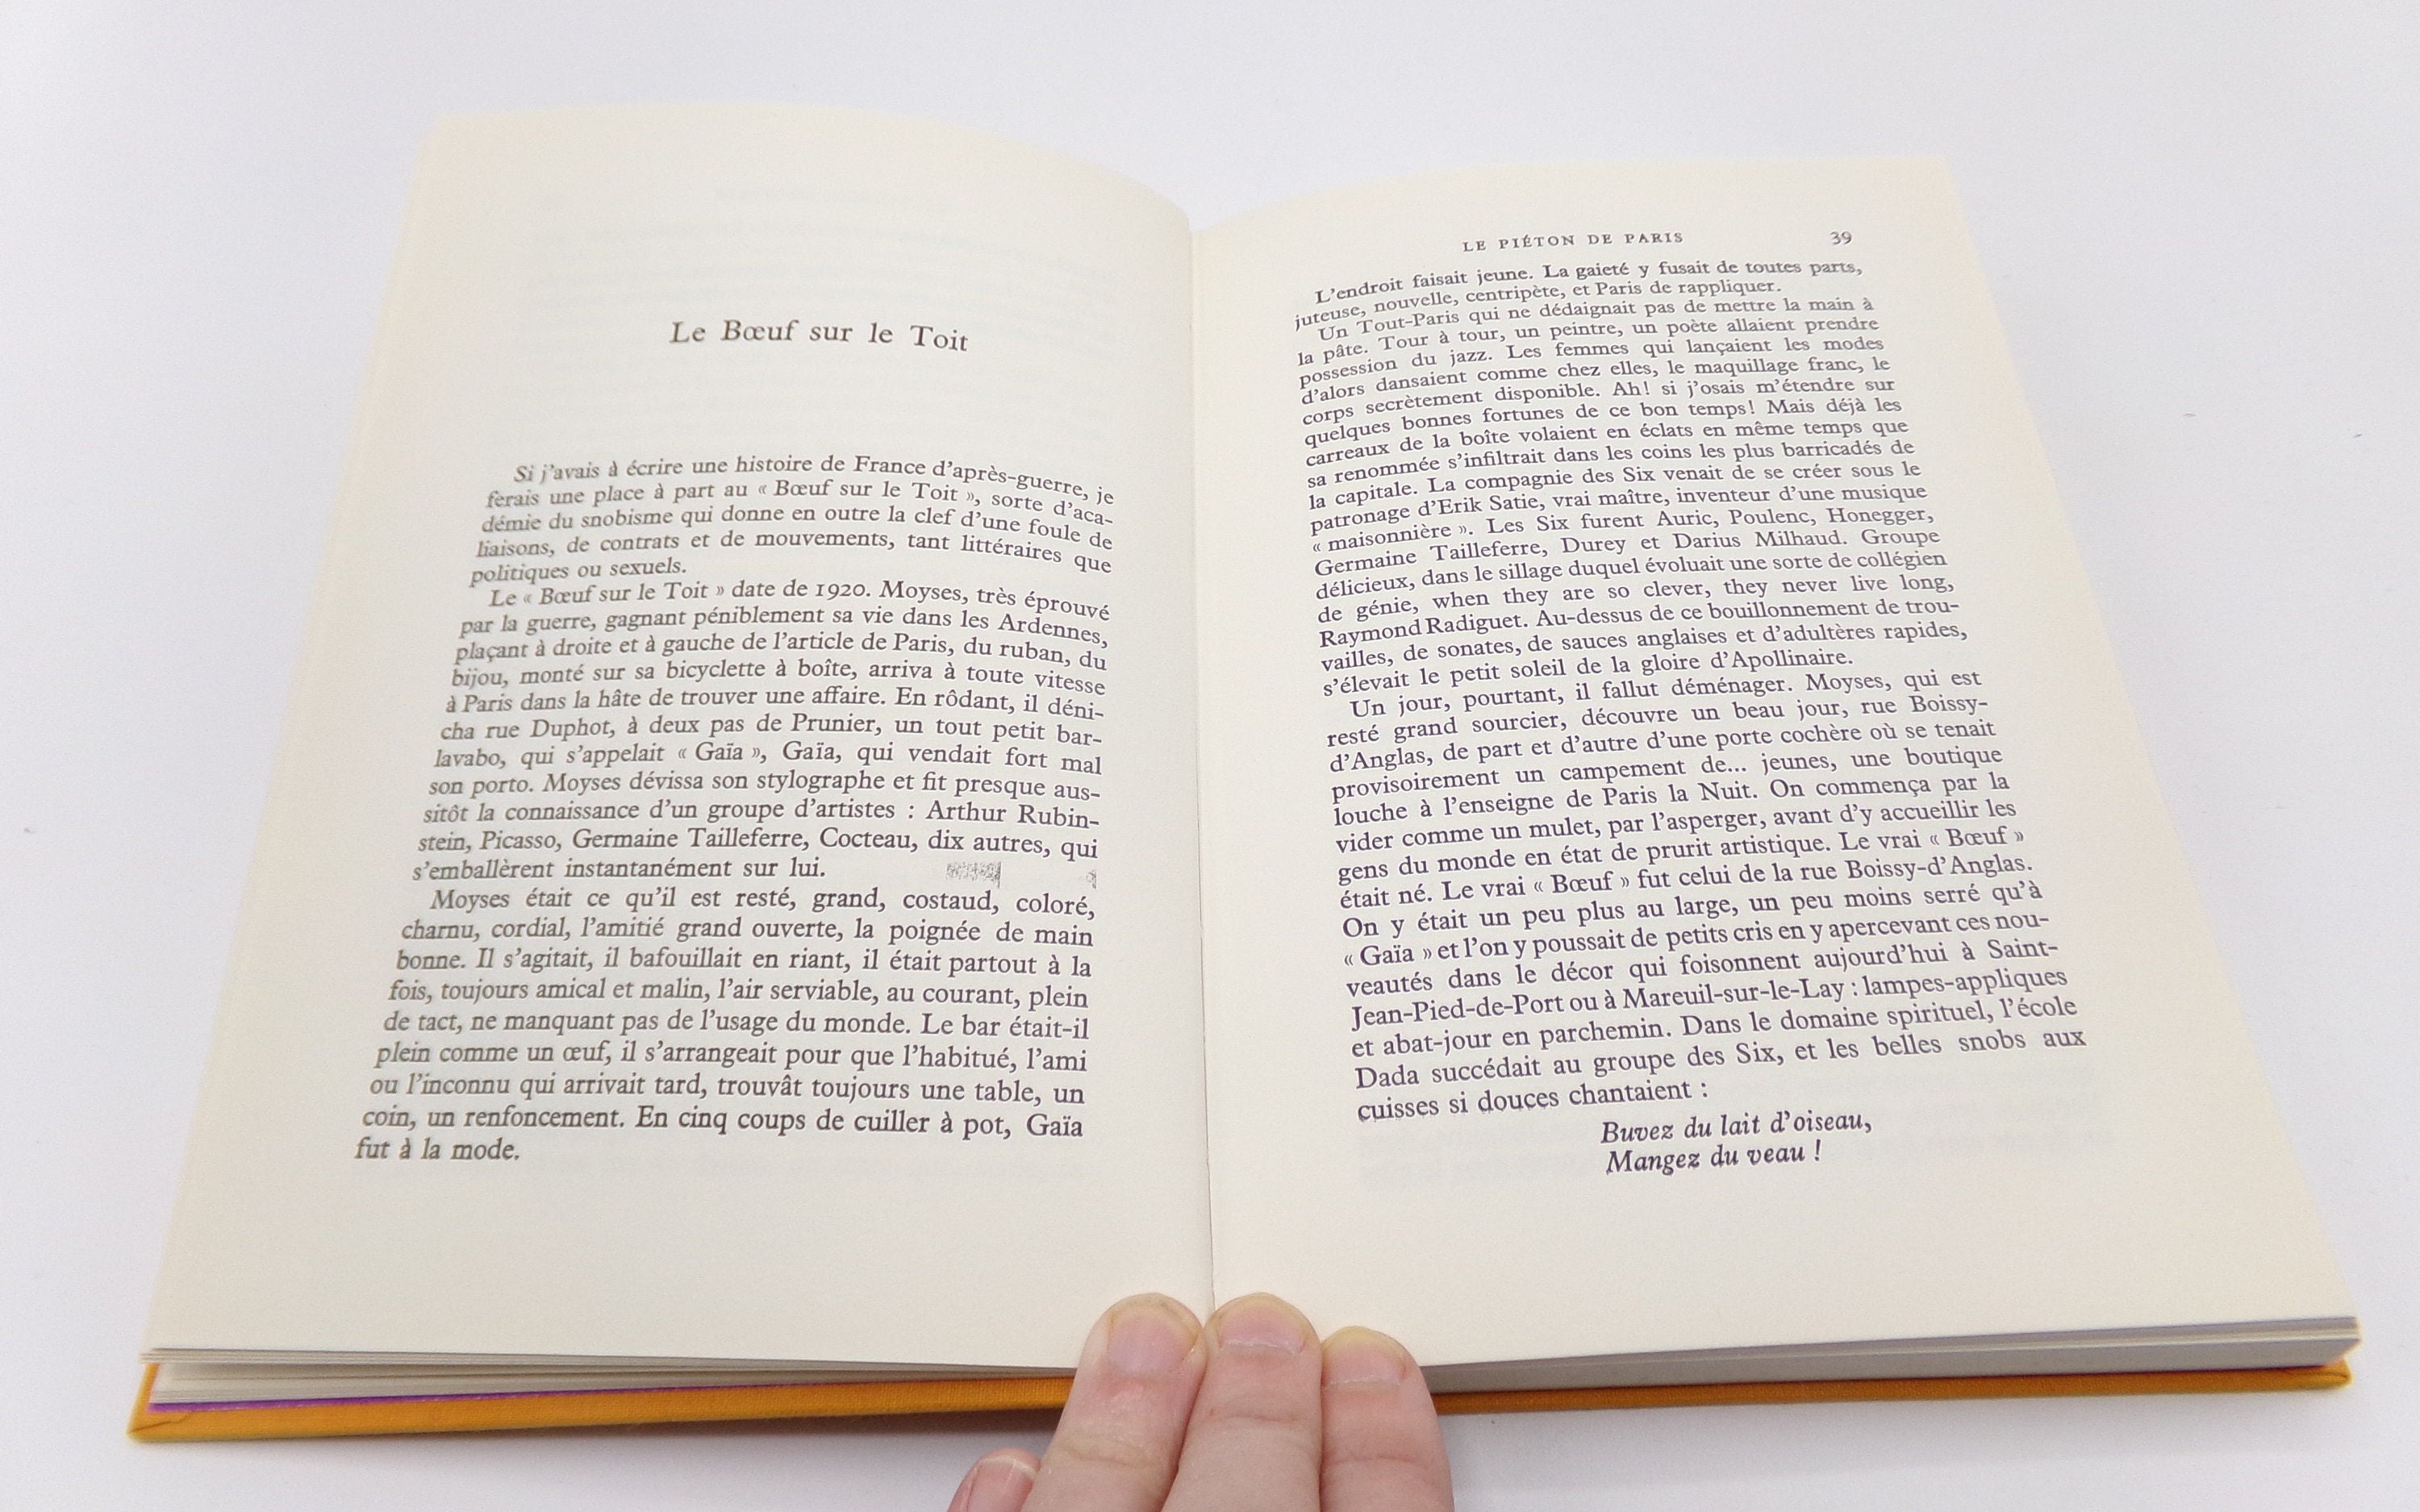 Le Bœuf sur le Toit
Si j'avais à écrire une histoire de France d'après-guerre, je
ferais une place à part au « Bœuf sur le Toit », sorte d'aca-
démie du snobisme qui donne en outre la clef d'une foule de
liaisons, de contrats et de mouvements, tant littéraires que
politiques ou sexuels.
Le « Bœuf sur le Toit » date de 1920. Moyses, très éprouvé
par la guerre, gagnant péniblement sa vie dans les Ardennes,
plaçant à droite et à gauche de l'article de Paris, du ruban, du
bijou, monté sur sa bicyclette à boîte, arriva à toute vitesse
à Paris dans la hâte de trouver une affaire. En rôdant, il déni-
cha rue Duphot, à deux pas de Prunier, un tout petit bar-
lavabo, qui s'appelait « Gaïa », Gaïa, qui vendait fort mal
son porto. Moyses dévissa son stylographe et fit presque aus-
sitôt la connaissance d'un groupe d'artistes : Arthur Rubin-
stein, Picasso, Germaine Tailleferre, Cocteau, dix autres, qui
s'emballèrent instantanément sur lui.
Moyses était ce qu'il est resté, grand, costaud, coloré,
charnu, cordial, l'amitié grand ouverte, la poignée de main
bonne. Il s'agitait, il bafouillait en riant, il était partout à la
fois, toujours amical et malin, l'air serviable, au courant, plein
de tact, ne manquant pas de l'usage du monde. Le bar était-il
plein comme un œuf, il s'arrangeait pour que l'habitué, l'ami
ou l'inconnu qui arrivait tard, trouvât toujours une table, un
coin, un renfoncement. En cinq coups de cuiller à pot, Gaïa
fut à la mode.
LE PIÉTON DE PARIS 39
L'endroit faisait jeune. La gaieté y fusait de toutes parts,
juteuse, nouvelle, centripète, et Paris de rappliquer.
Un Tout-Paris qui ne dédaignait pas de mettre la main à
la pâte. Tour à tour, un peintre, un poète allaient prendre
possession du jazz. Les femmes qui lançaient les modes
d'alors dansaient comme chez elles, le maquillage franc, le
corps secrètement disponible. Ah! si j'osais m'étendre sur
quelques bonnes fortunes de ce bon temps! Mais déjà les
carreaux de la boîte volaient en éclats en même temps que
sa renommée s'infiltrait dans les coins les plus barricadés de
la capitale. La compagnie des Six venait de se créer sous le
patronage d'Erik Satie, vrai maître, inventeur d'une musique
« maisonnière ». Les Six furent Auric, Poulenc, Honegger,
Germaine Tailleferre, Durey et Darius Milhaud. Groupe
délicieux, dans le sillage duquel évoluait une sorte de collégien
de génie, when they are so clever, they never live long,
Raymond Radiguet. Au-dessus de ce bouillonnement de trou-
vailles, de sonates, de sauces anglaises et d'adultères rapides,
s'élevait le petit soleil de la gloire d'Apollinaire.
Un jour, pourtant, il fallut déménager. Moyses, qui est
resté grand sourcier, découvre un beau jour, rue Boissy-
d'Anglas, de part et d'autre d'une porte cochère où se tenait
provisoirement un campement de... jeunes, une boutique
louche à l'enseigne de Paris la Nuit. On commença par la
vider comme un mulet, par l'asperger, avant d'y accueillir les
gens du monde en état de prurit artistique. Le vrai « Bœuf »
était né. Le vrai « Bœuf » fut celui de la rue Boissy-d'Anglas.
On y était un peu plus au large, un peu moins serré qu'à
« Gaïa » et l'on y poussait de petits cris en y apercevant ces nou-
veautés dans le décor qui foisonnent aujourd'hui à Saint-
Jean-Pied-de-Port ou à Mareuil-sur-le-Lay : lampes-appliques
et abat-jour en parchemin. Dans le domaine spirituel, l'école
Dada succédait au groupe des Six, et les belles snobs aux
cuisses si douces chantaient :
Buvez du lait d'oiseau,
Mangez du veau !